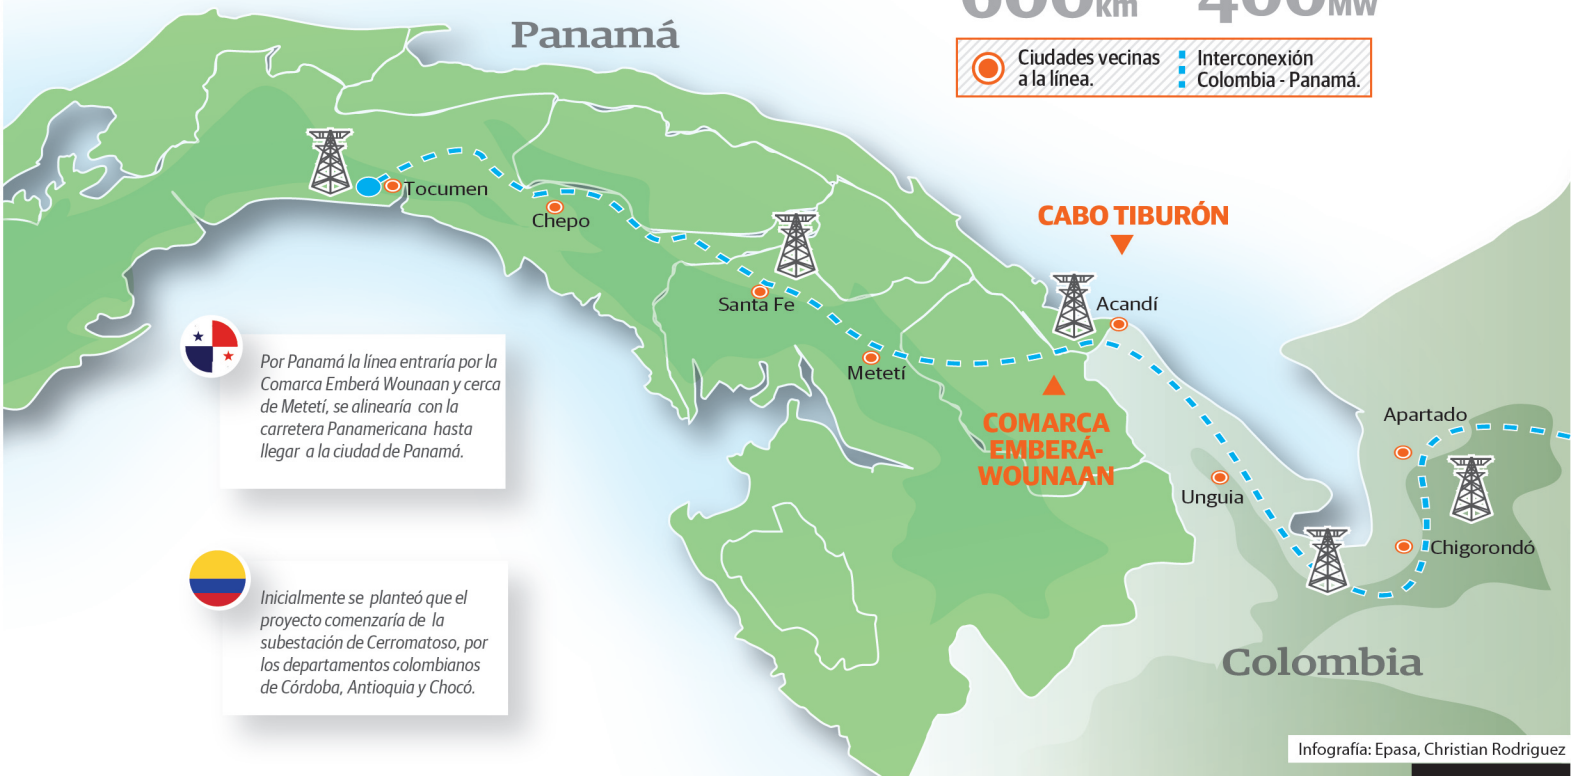 600km 400MW
Panamá
Ciudades vecinas
a la línea.
Interconexión
Colombia - Panamá.
Tocumen
Chepo
Santa Fe
Metetí
CABO TIBURÓN
Acandí
COMARCA
EMBERÁ-
WOUNAAN
Unguia
Apartado
Chigorondó
Colombia
Por Panamá la línea entraría por la
Comarca Emberá Wounaan y cerca
de Metetí, se alinearía con la
carretera Panamericana hasta
llegar a la ciudad de Panamá.
Inicialmente se planteó que el
proyecto comenzaría de la
subestación de Cerromatoso, por
los departamentos colombianos
de Córdoba, Antioquia y Chocó.
Infografía: Epasa, Christian Rodriguez